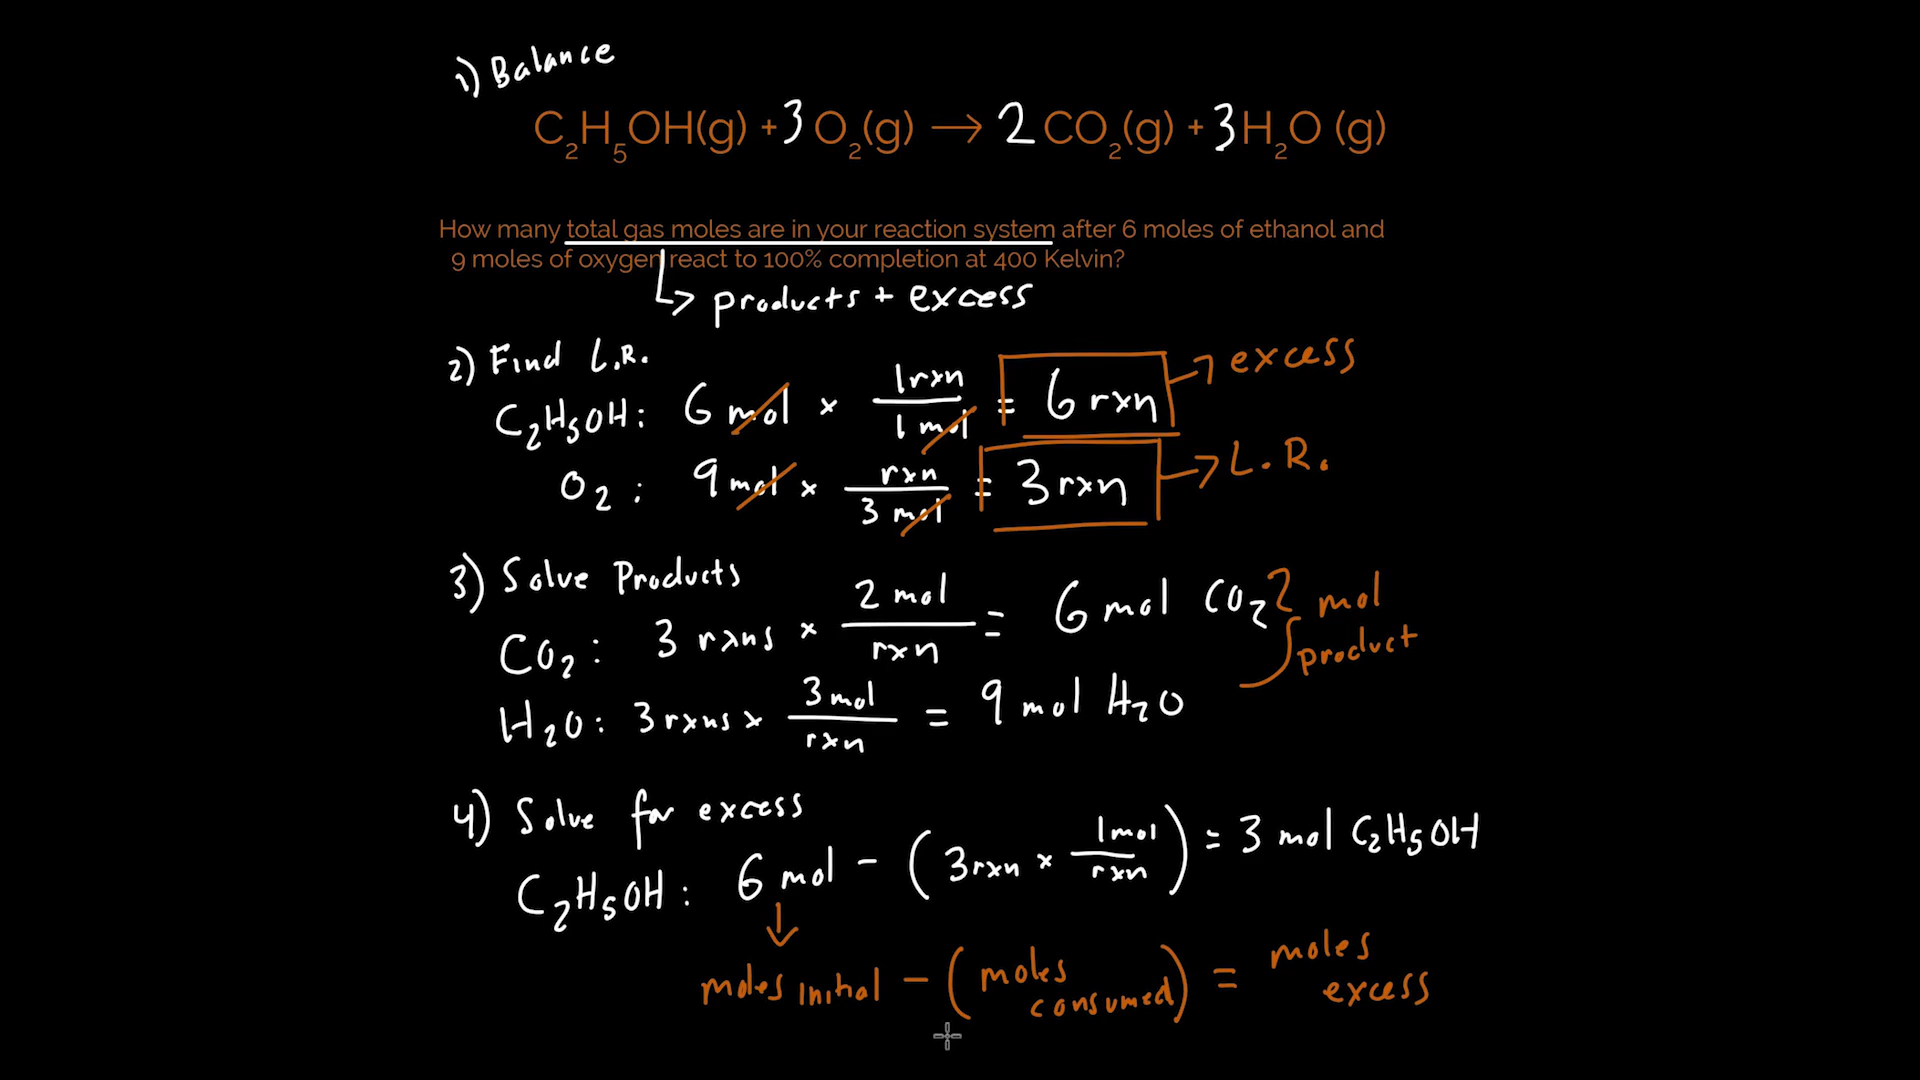 1) Balance
C₂H₅OH(g) + 3 O₂(g) → 2 CO₂(g) + 3 H₂O (g)
How many total gas moles are in your reaction system after 6 moles of ethanol and
9 moles of oxygen react to 100% completion at 400 Kelvin?
↳ products + excess
2) Find L.R.
C₂H₅OH: 6 mol × 1 rxn / 1 mol = 6 rxn → excess
O₂: 9 mol × rxn / 3 mol = 3 rxn → L.R.
3) Solve Products
CO₂: 3 rxns × 2 mol / rxn = 6 mol CO₂
H₂O: 3 rxns × 3 mol / rxn = 9 mol H₂O
mol
product
4) Solve for excess
C₂H₅OH: 6 mol - (3 rxn × 1 mol / rxn) = 3 mol C₂H₅OH
moles initial - (moles consumed) = moles excess